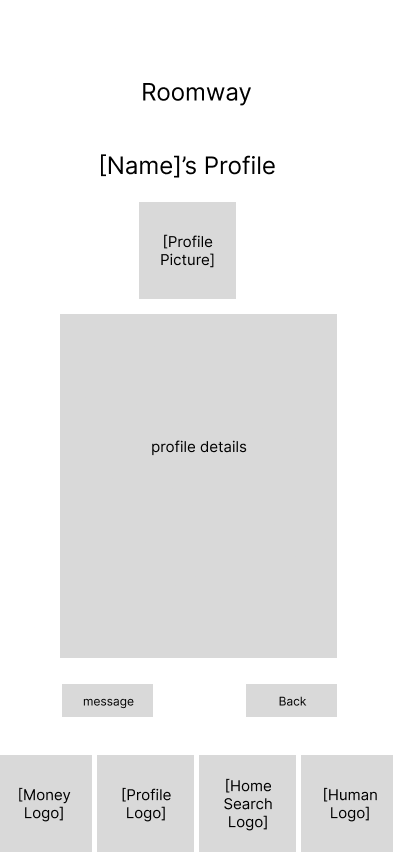 Roomway
[Name]’s Profile
[Profile
Picture]
profile details
message
Back
[Money
Logo]
[Profile
Logo]
[Home
Search
Logo]
[Human
Logo]